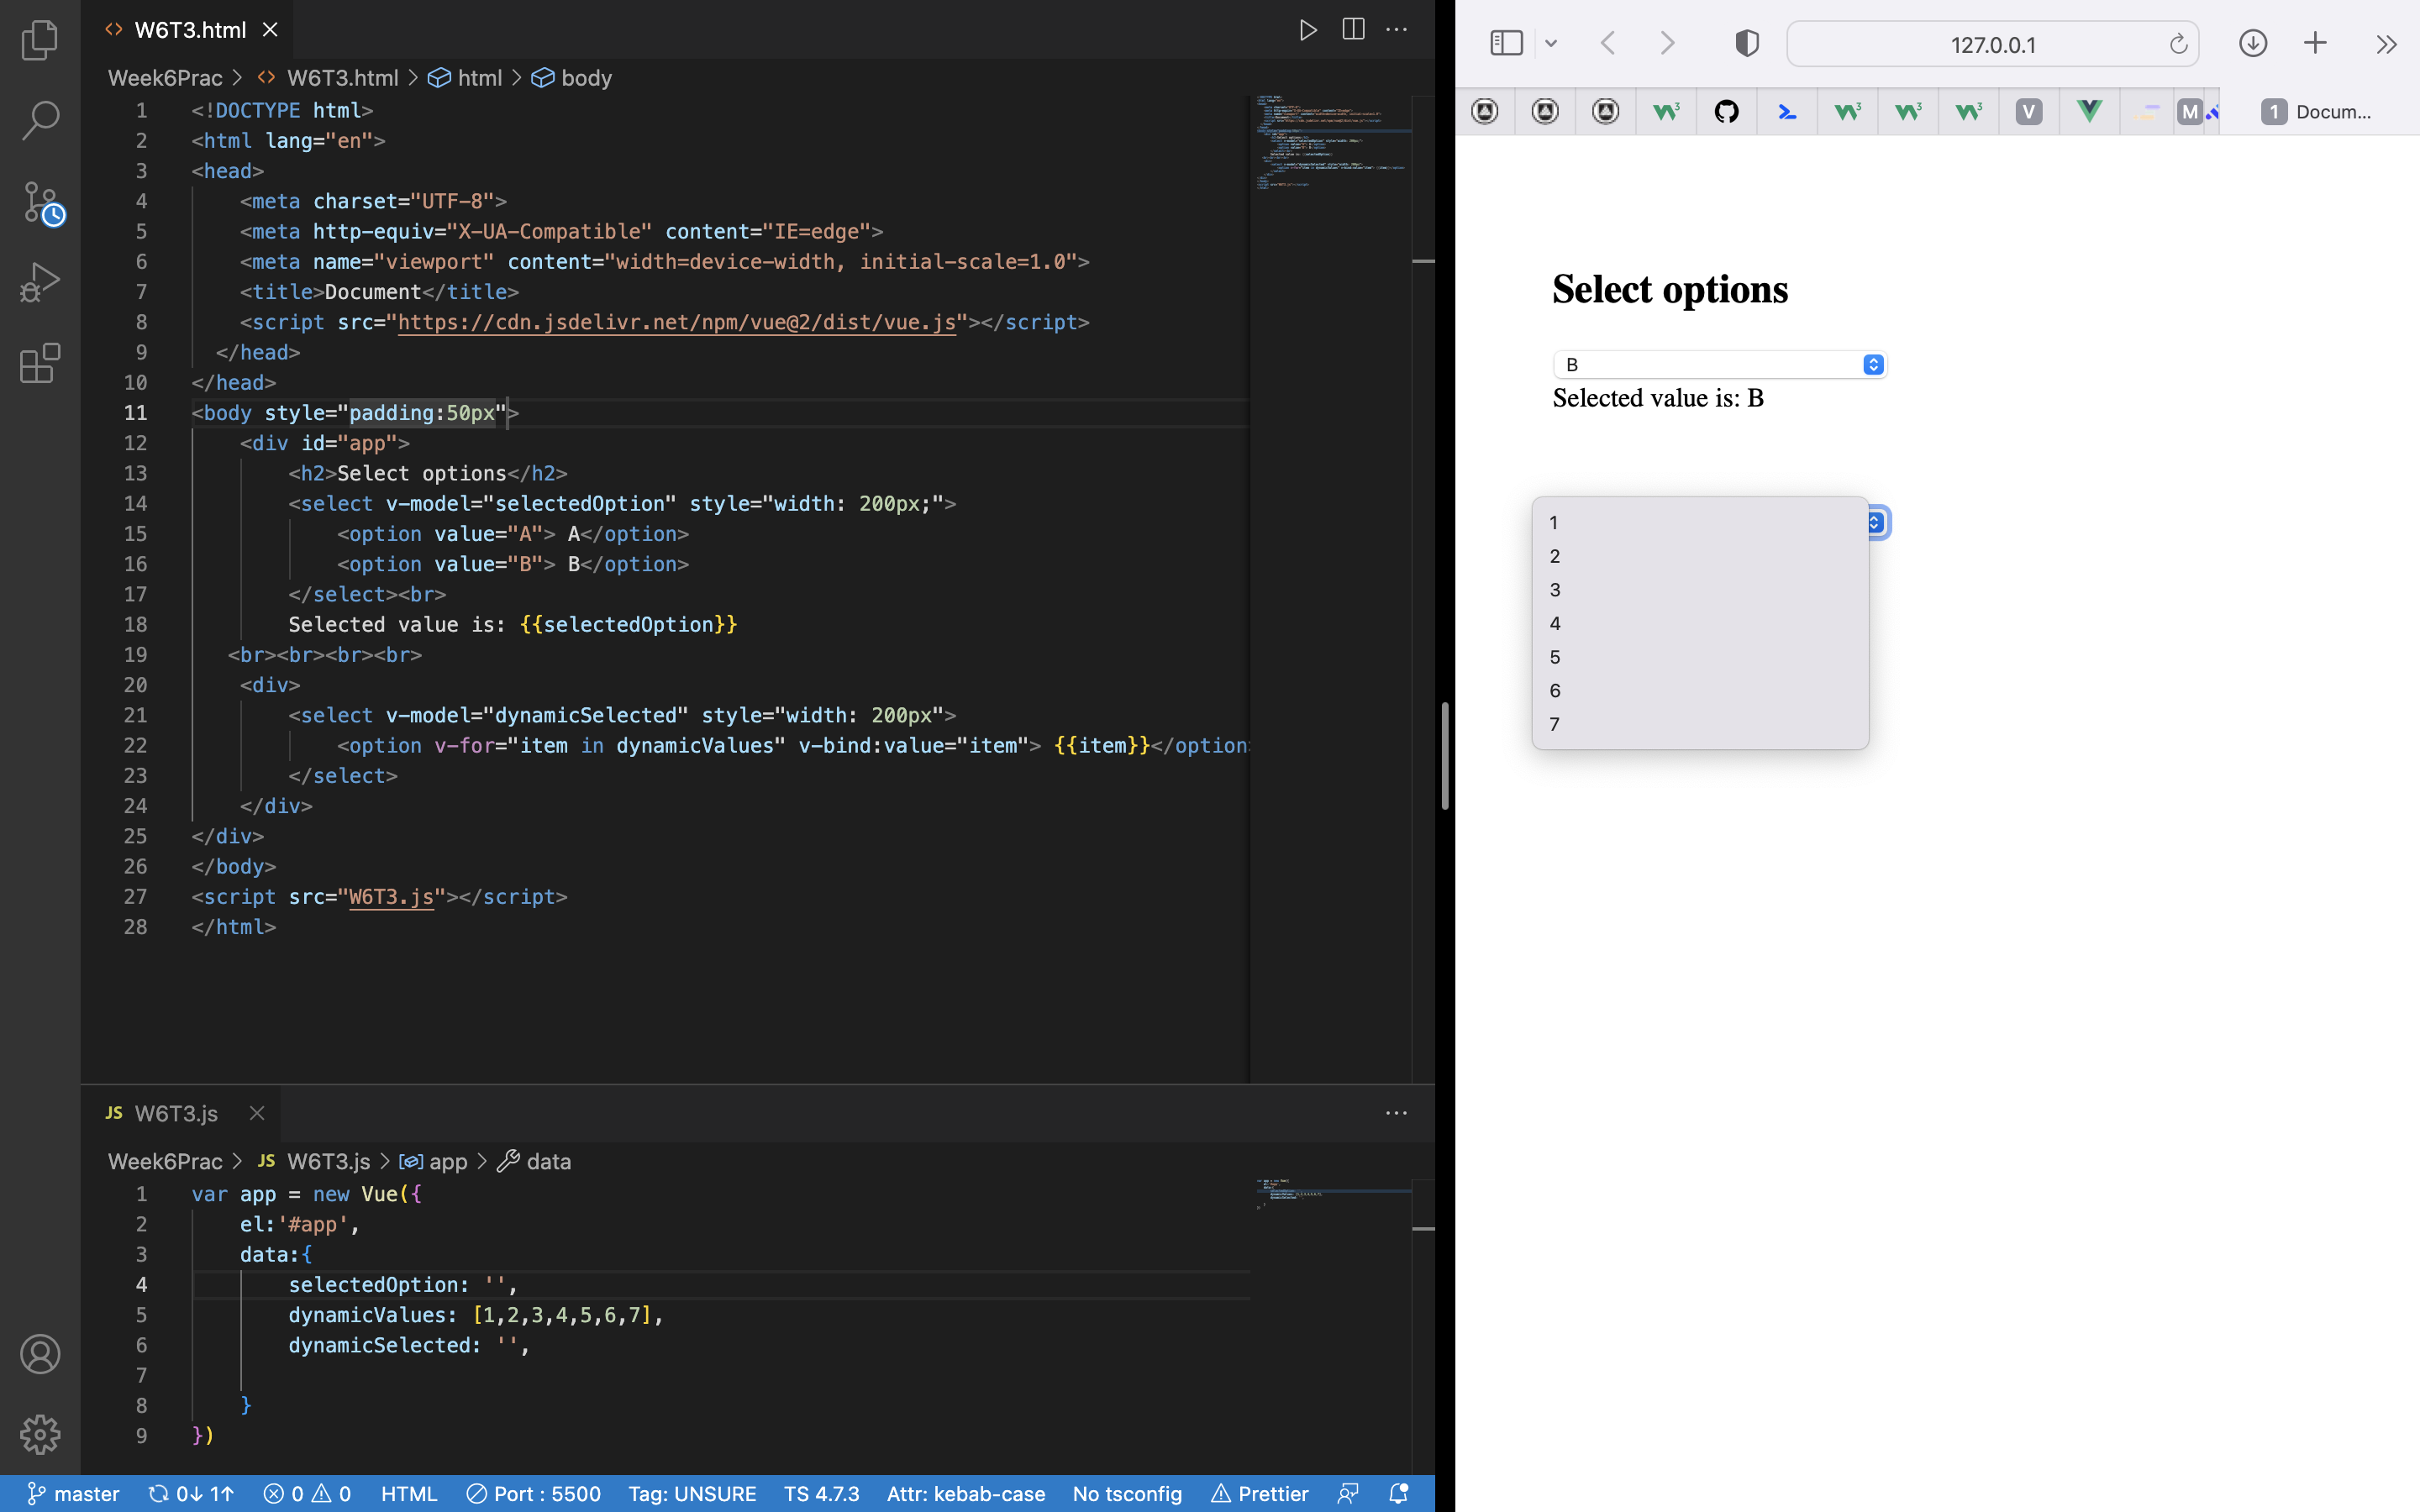 W6T3.html
Week6Prac > W6T3.html > html > body
1 <!DOCTYPE html>
2 <html lang="en">
3 <head>
4 <meta charset="UTF-8">
5 <meta http-equiv="X-UA-Compatible" content="IE=edge">
6 <meta name="viewport" content="width=device-width, initial-scale=1.0">
7 <title>Document</title>
8 <script src="https://cdn.jsdelivr.net/npm/vue@2/dist/vue.js"></script>
9 </head>
10 </head>
11 <body style="padding:50px">
12 <div id="app">
13 <h2>Select options</h2>
14 <select v-model="selectedOption" style="width: 200px;">
15 <option value="A"> A</option>
16 <option value="B"> B</option>
17 </select><br>
18 Selected value is: {{selectedOption}}
19 <br><br><br><br>
20 <div>
21 <select v-model="dynamicSelected" style="width: 200px">
22 <option v-for="item in dynamicValues" v-bind:value="item"> {{item}}</option
23 </select>
24 </div>
25 </div>
26 </body>
27 <script src="W6T3.js"></script>
28 </html>
JS W6T3.js
Week6Prac > JS W6T3.js > app > data
1 var app = new Vue({
2 el:'#app',
3 data:{
4 selectedOption: '',
5 dynamicValues: [1,2,3,4,5,6,7],
6 dynamicSelected: '',
7
8 }
9 })
master 0↓ 1↑ 0 0 HTML Port : 5500 Tag: UNSURE TS 4.7.3 Attr: kebab-case No tsconfig Prettier
127.0.0.1
V M 1 Docum...
Select options
B
Selected value is: B
1
2
3
4
5
6
7